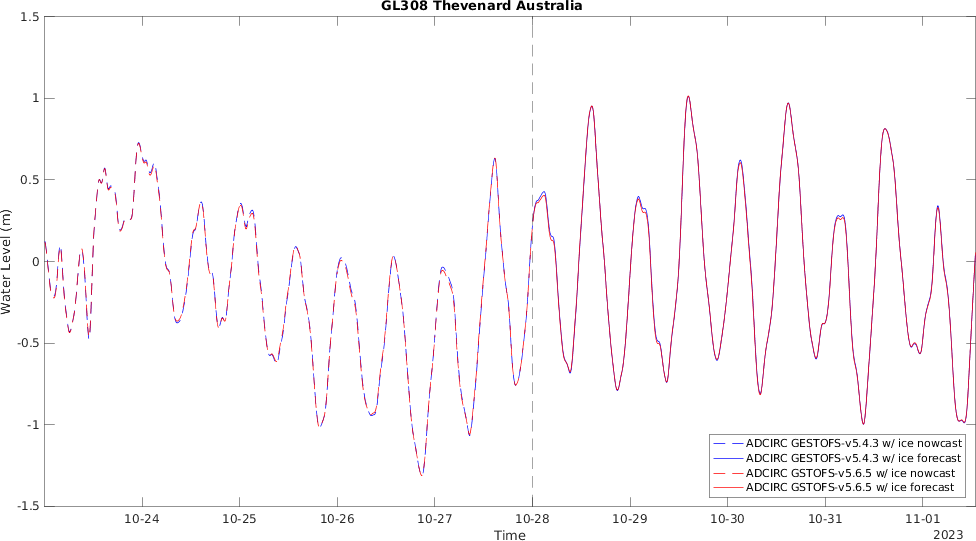 GL308 Thevenard Australia
1.5
1
0.5
0
-0.5
-1
-1.5
Water Level (m)
10-24
10-25
10-26
10-27
10-28
10-29
10-30
10-31
11-01
Time
2023
ADCIRC GESTOFS-v5.4.3 w/ ice nowcast
ADCIRC GESTOFS-v5.4.3 w/ ice forecast
ADCIRC GSTOFS-v5.6.5 w/ ice nowcast
ADCIRC GSTOFS-v5.6.5 w/ ice forecast